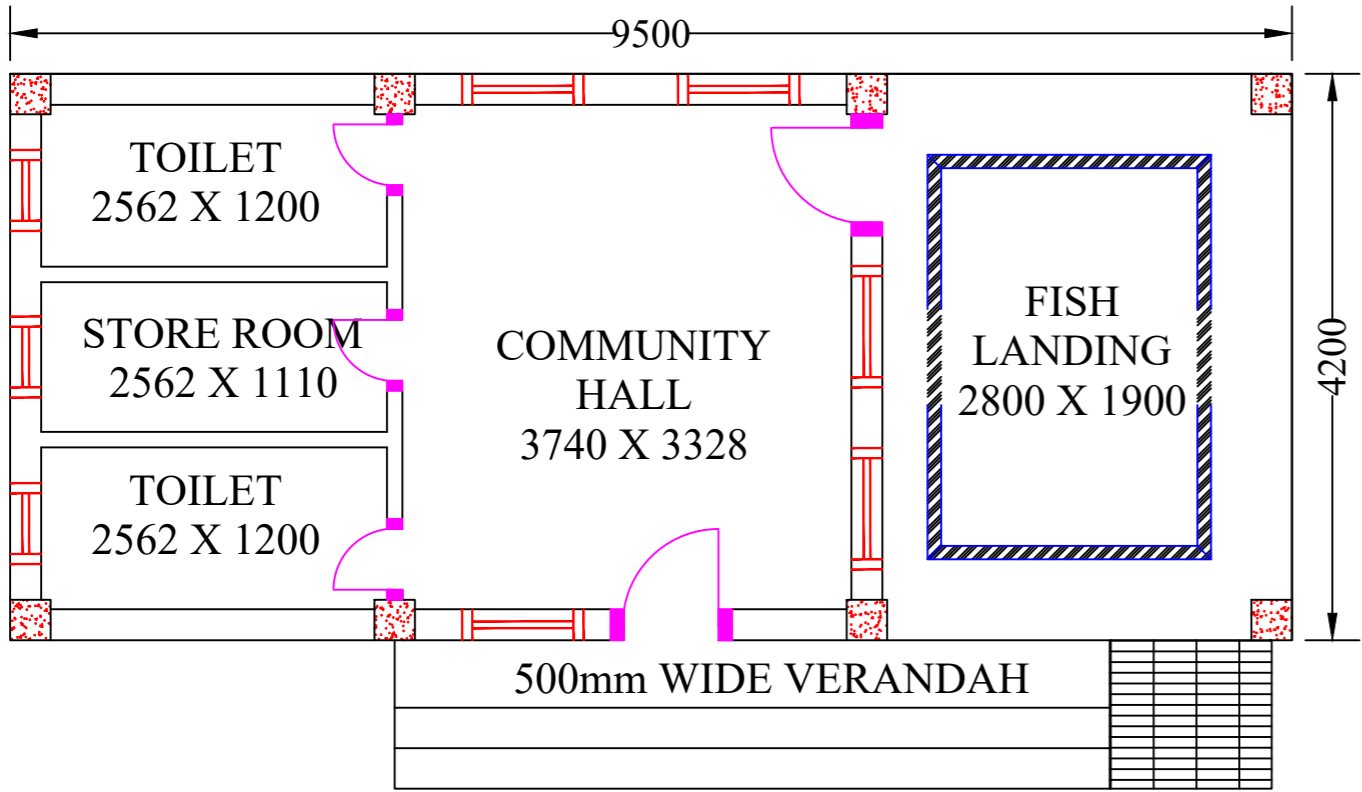 9500
TOILET
2562 X 1200
STORE ROOM
2562 X 1110
TOILET
2562 X 1200
COMMUNITY
HALL
3740 X 3328
FISH
LANDING
2800 X 1900
4200
500mm WIDE VERANDAH